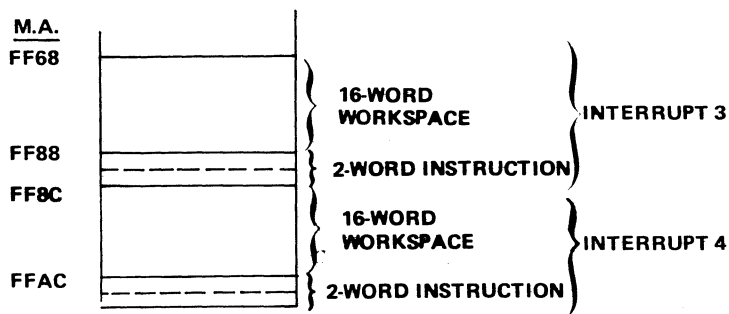 M.A.
FF68
16-WORD
WORKSPACE
INTERRUPT 3
FF88
2-WORD INSTRUCTION
FF8C
16-WORD
WORKSPACE
INTERRUPT 4
FFAC
2-WORD INSTRUCTION